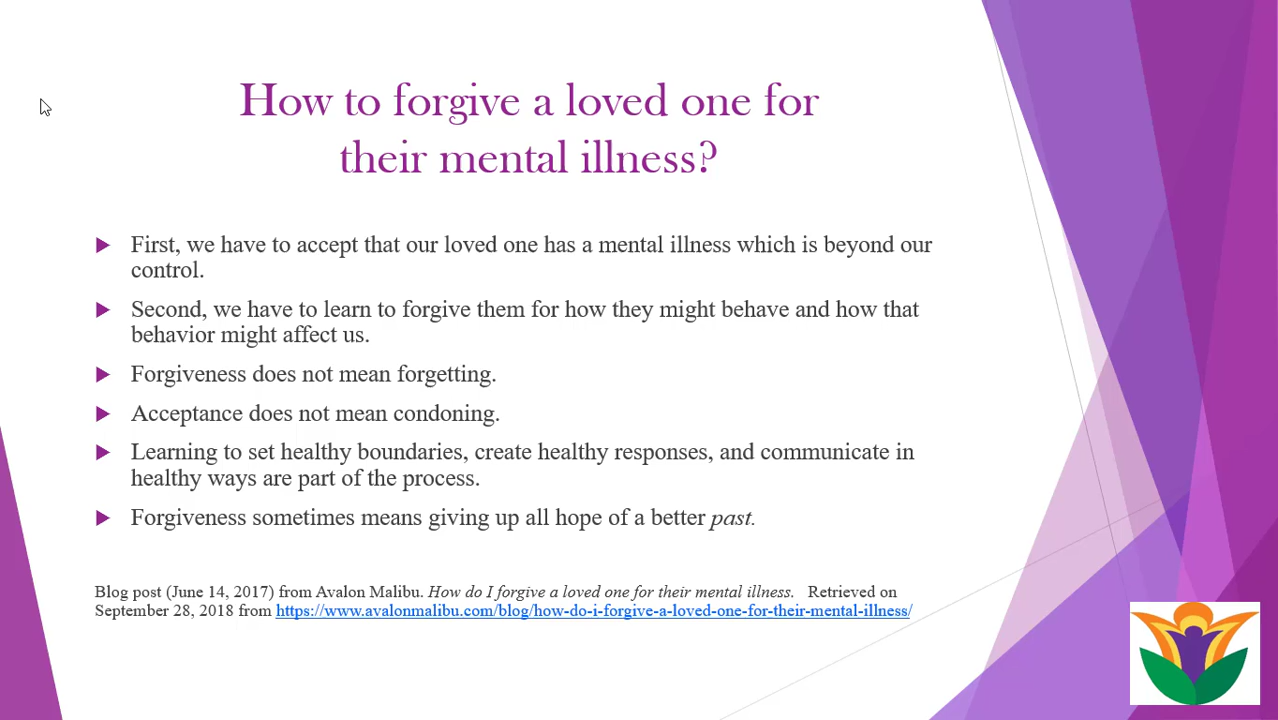 How to forgive a loved one for
their mental illness?
First, we have to accept that our loved one has a mental illness which is beyond our
control.
Second, we have to learn to forgive them for how they might behave and how that
behavior might affect us.
Forgiveness does not mean forgetting.
Acceptance does not mean condoning.
Learning to set healthy boundaries, create healthy responses, and communicate in
healthy ways are part of the process.
Forgiveness sometimes means giving up all hope of a better past.
Blog post (June 14, 2017) from Avalon Malibu. How do I forgive a loved one for their mental illness. Retrieved on
September 28, 2018 from https://www.avalonmalibu.com/blog/how-do-i-forgive-a-loved-one-for-their-mental-illness/